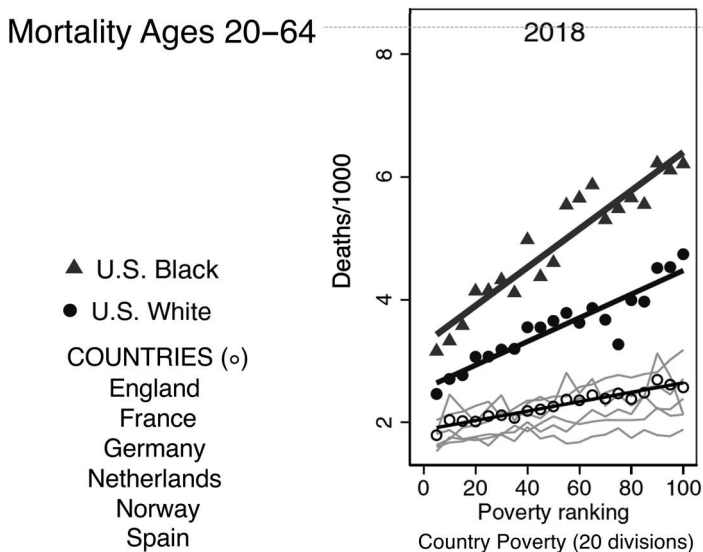 Mortality Ages 20–64
2018
Deaths/1000
8
6
4
2
U.S. Black
U.S. White
COUNTRIES (○)
England
France
Germany
Netherlands
Norway
Spain
0 20 40 60 80 100
Poverty ranking
Country Poverty (20 divisions)